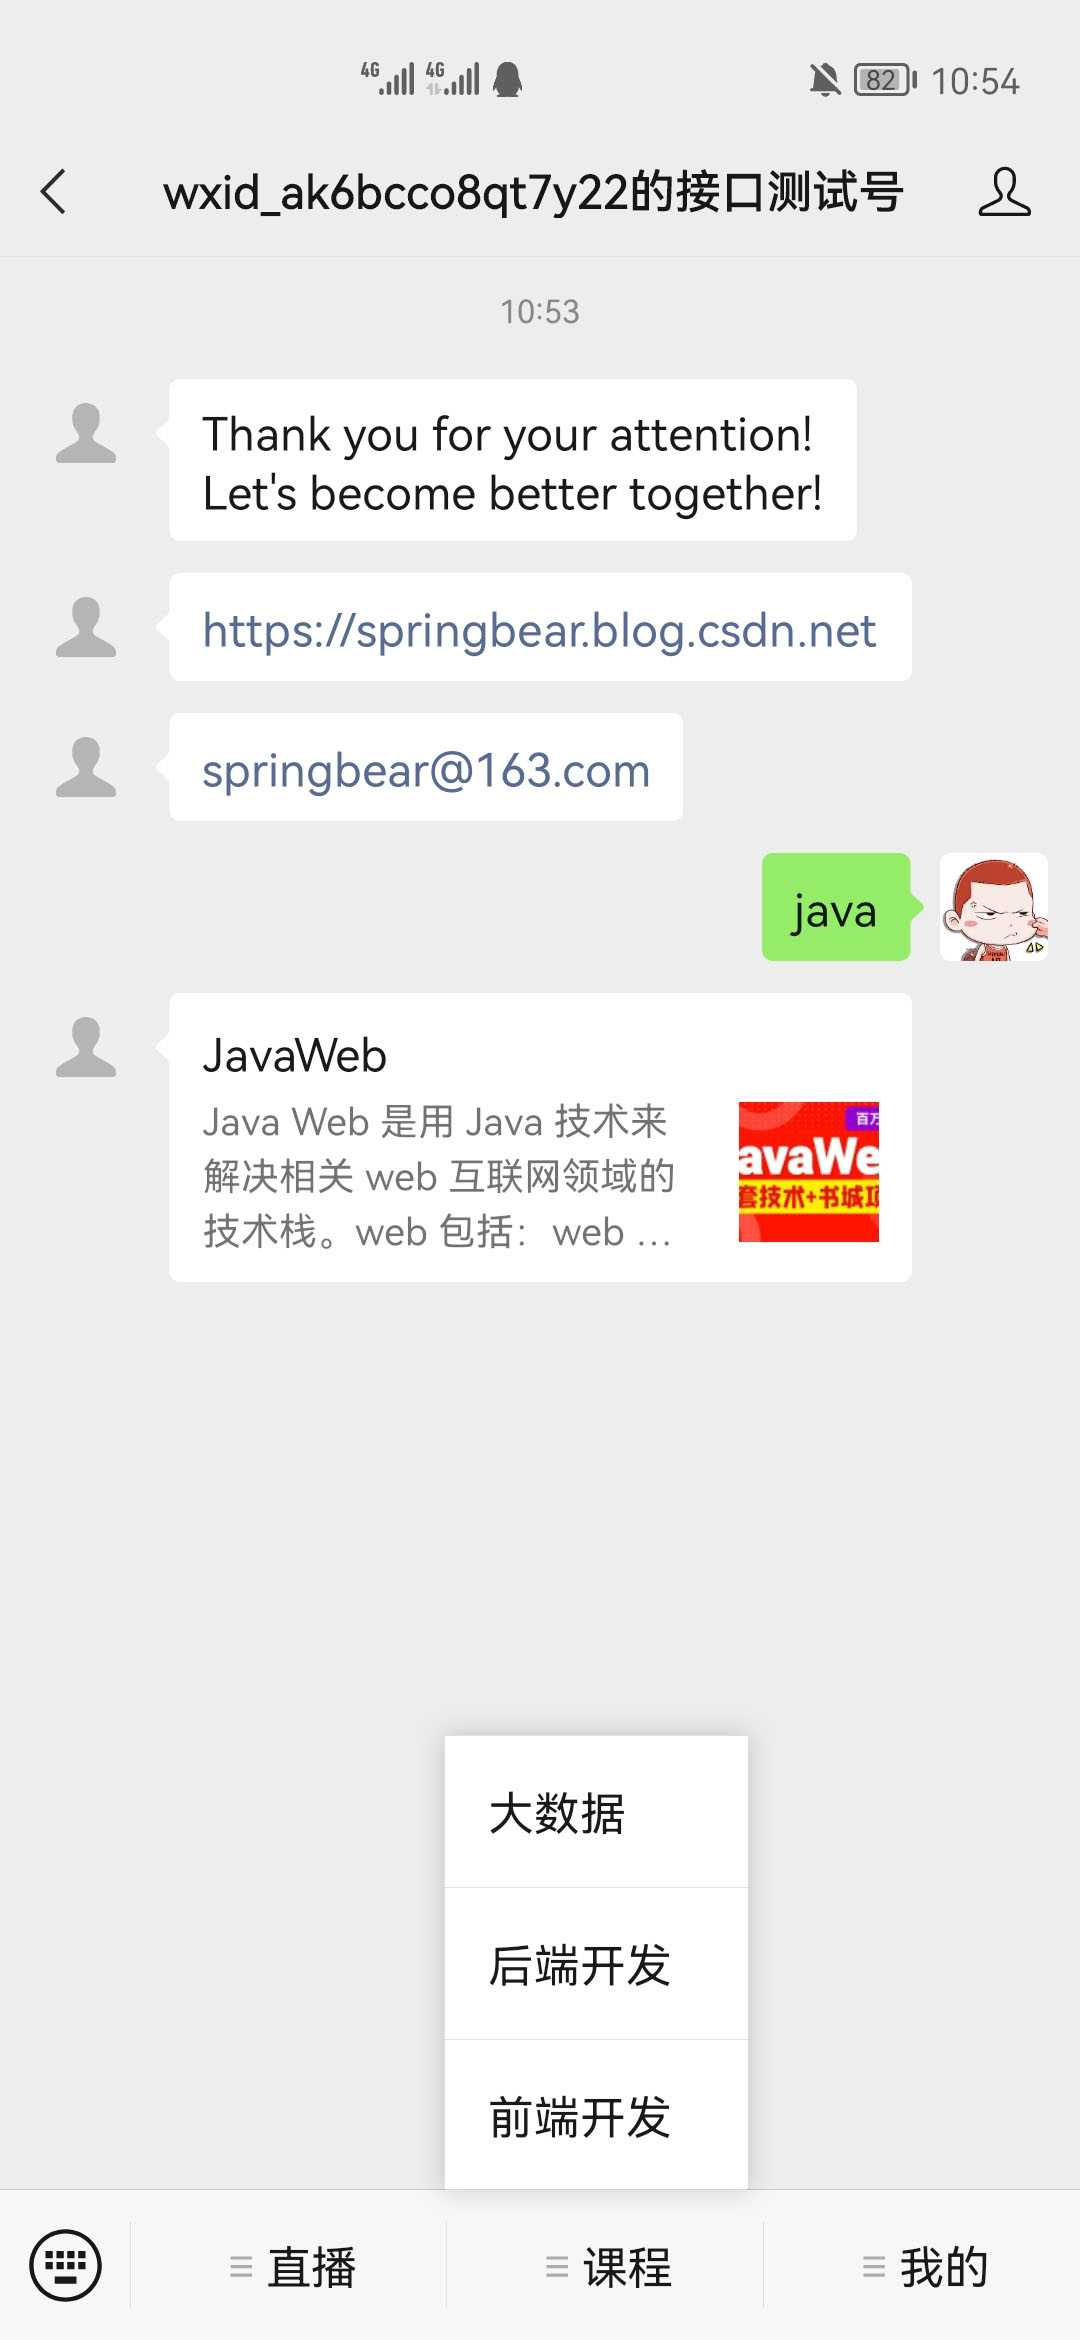 4G 4G 82 10:54
wxid_ak6bcco8qt7y22的接口测试号
10:53
Thank you for your attention!
Let's become better together!
https://springbear.blog.csdn.net
springbear@163.com
java
JavaWeb
Java Web 是用 Java 技术来
解决相关 web 互联网领域的
技术栈。web 包括：web ...
百万
avaWe
套技术+书城项
大数据
后端开发
前端开发
直播
课程
我的